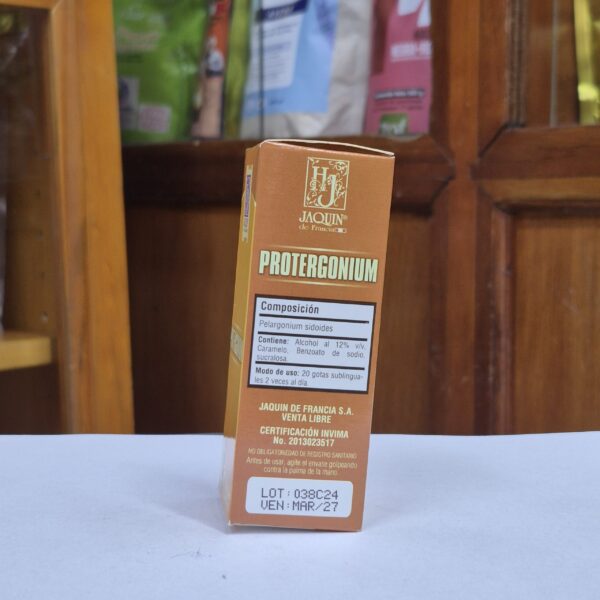 HJ
JAQUIN®
de Francia
PROTERGONIUM
Composición
Pelargonium sidoides
Contiene: Alcohol al 12% v/v,
Caramelo, Benzoato de sodio,
sucralosa.
Modo de uso: 20 gotas sublingua-
les 2 veces al día.
JAQUIN DE FRANCIA S.A.
VENTA LIBRE
CERTIFICACIÓN INVIMA
No. 2013023517
NO OBLIGATORIEDAD DE REGISTRO SANITARIO
Antes de usar, agite el envase golpeando
contra la palma de la mano.
LOT: 038C24
VEN: MAR/27